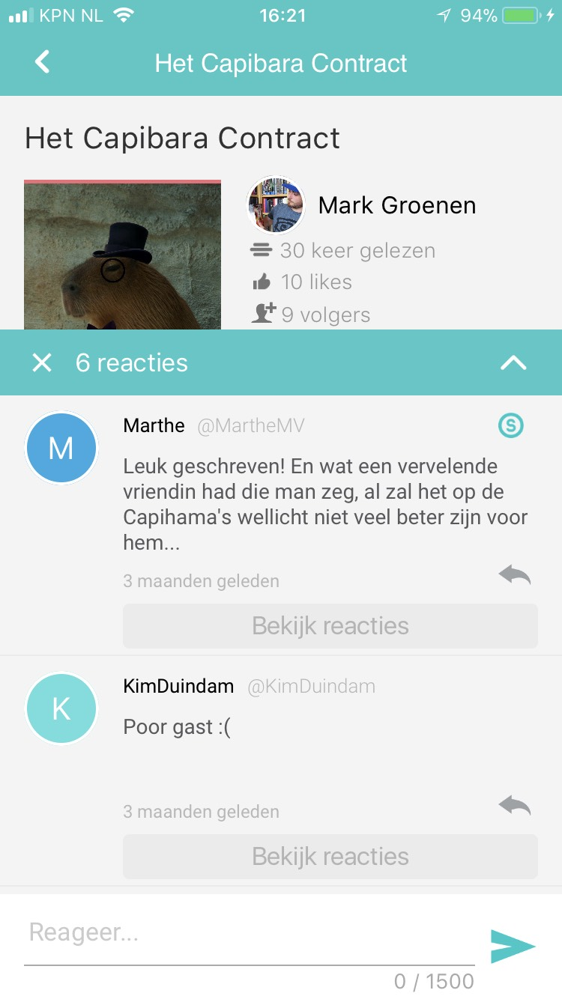 KPN NL 16:21 94%
Het Capibara Contract
Het Capibara Contract
Mark Groenen
30 keer gelezen
10 likes
9 volgers
6 reacties
M
Marthe @MartheMV
S
Leuk geschreven! En wat een vervelende
vriendin had die man zeg, al zal het op de
Capihama's wellicht niet veel beter zijn voor
hem...
3 maanden geleden
Bekijk reacties
K
KimDuindam @KimDuindam
Poor gast :(
3 maanden geleden
Bekijk reacties
Reageer...
0 / 1500